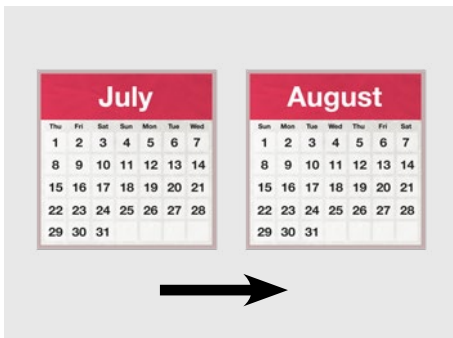 July
Thu Fri Sat Sun Mon Tue Wed
1 2 3 4 5 6 7
8 9 10 11 12 13 14
15 16 17 18 19 20 21
22 23 24 25 26 27 28
29 30 31
August
Sun Mon Tue Wed Thu Fri Sat
1 2 3 4 5 6 7
8 9 10 11 12 13 14
15 16 17 18 19 20 21
22 23 24 25 26 27 28
29 30 31